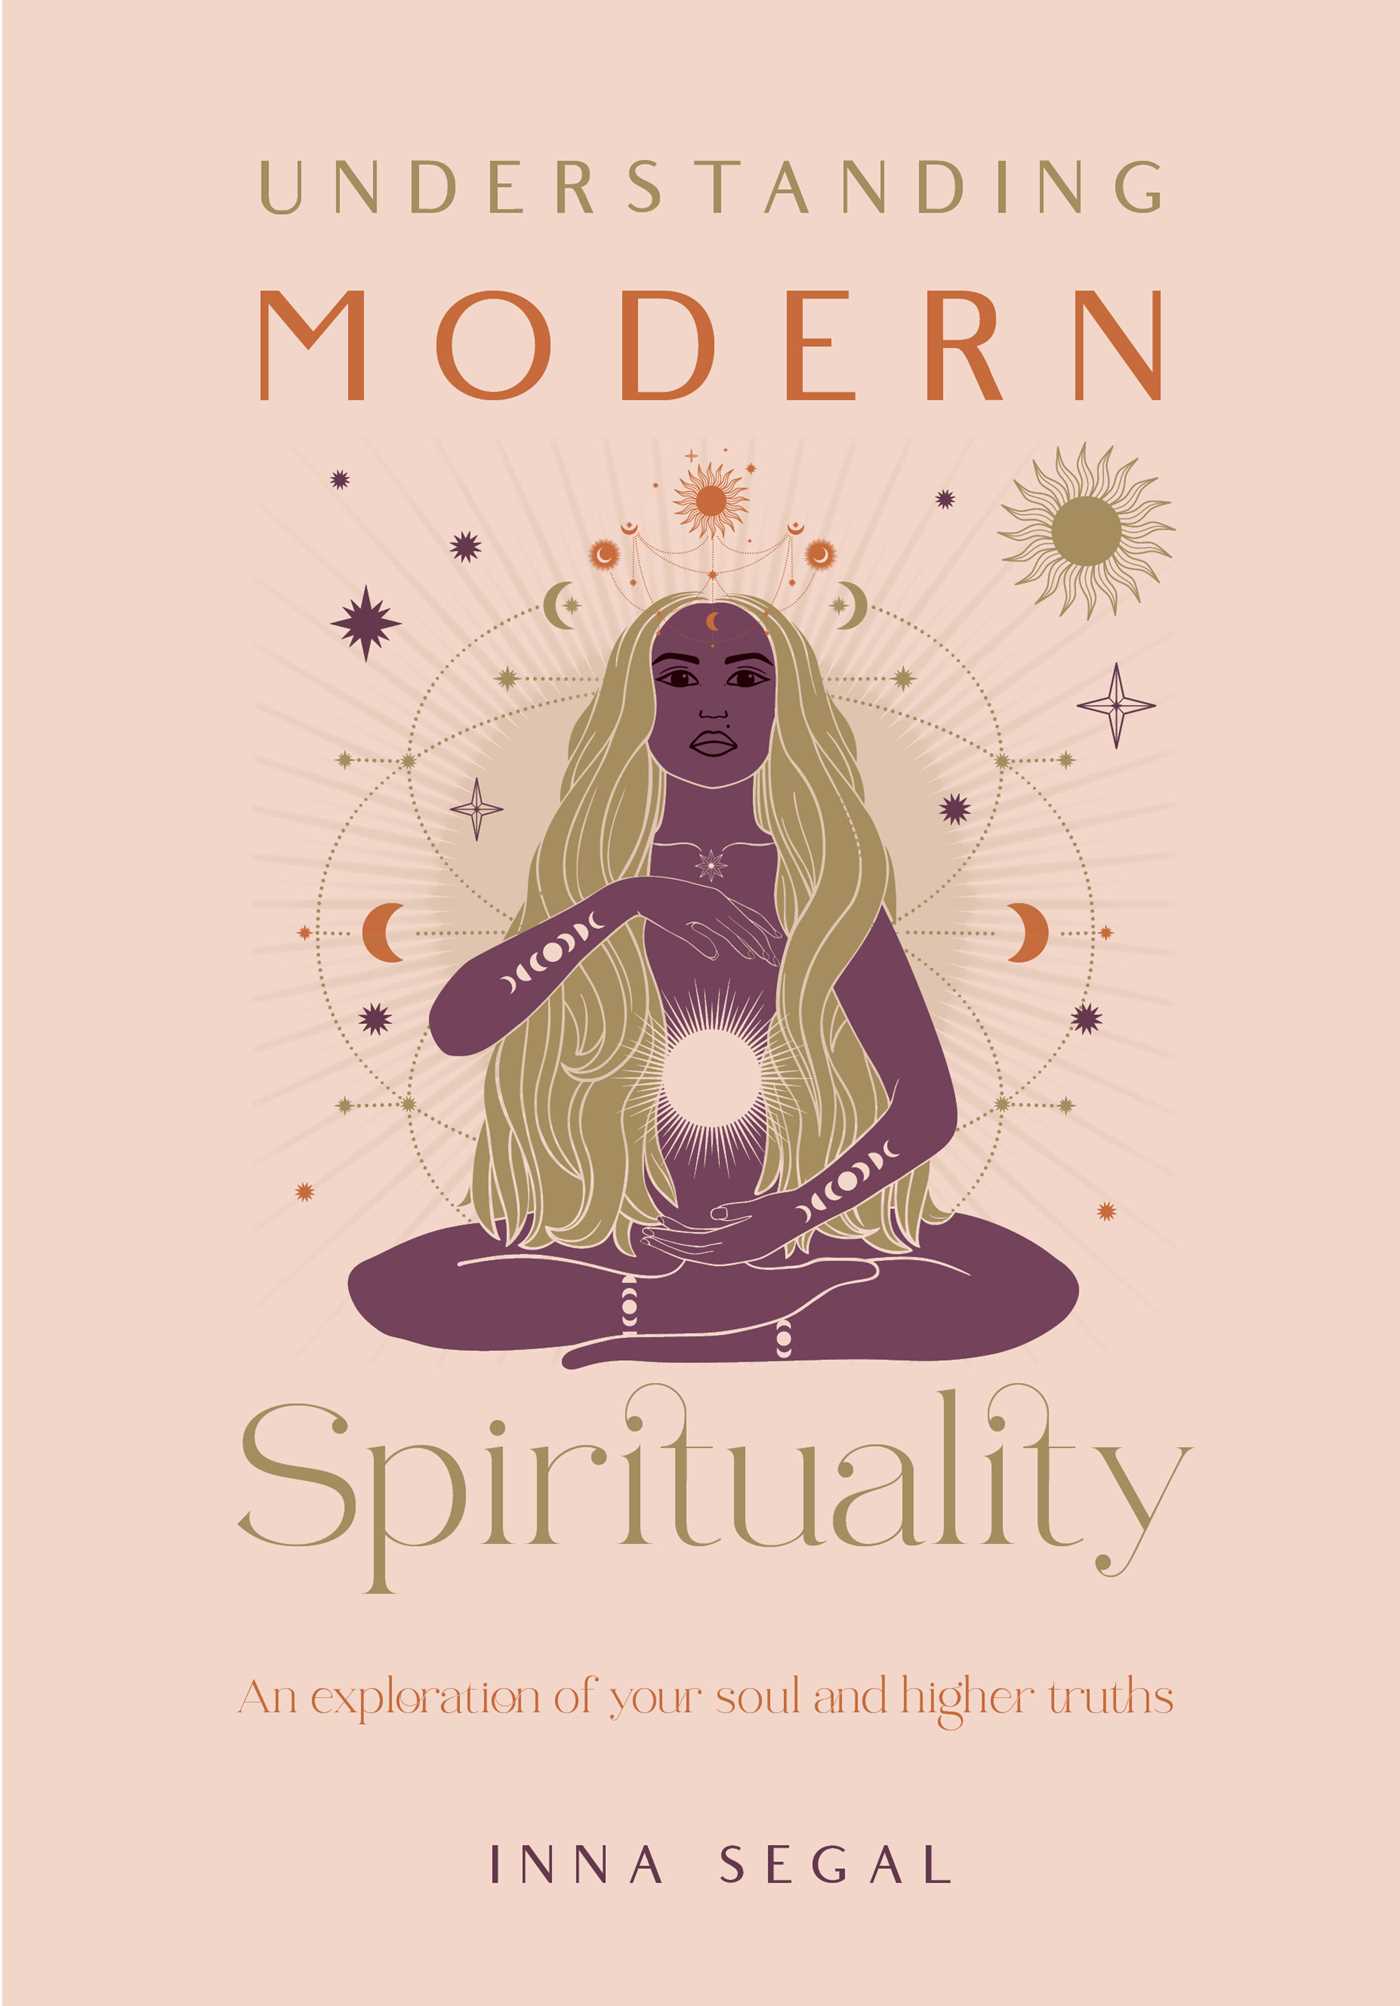 UNDERSTANDING
MODERN
Spirituality
An exploration of your soul and higher truths
INNA SEGAL